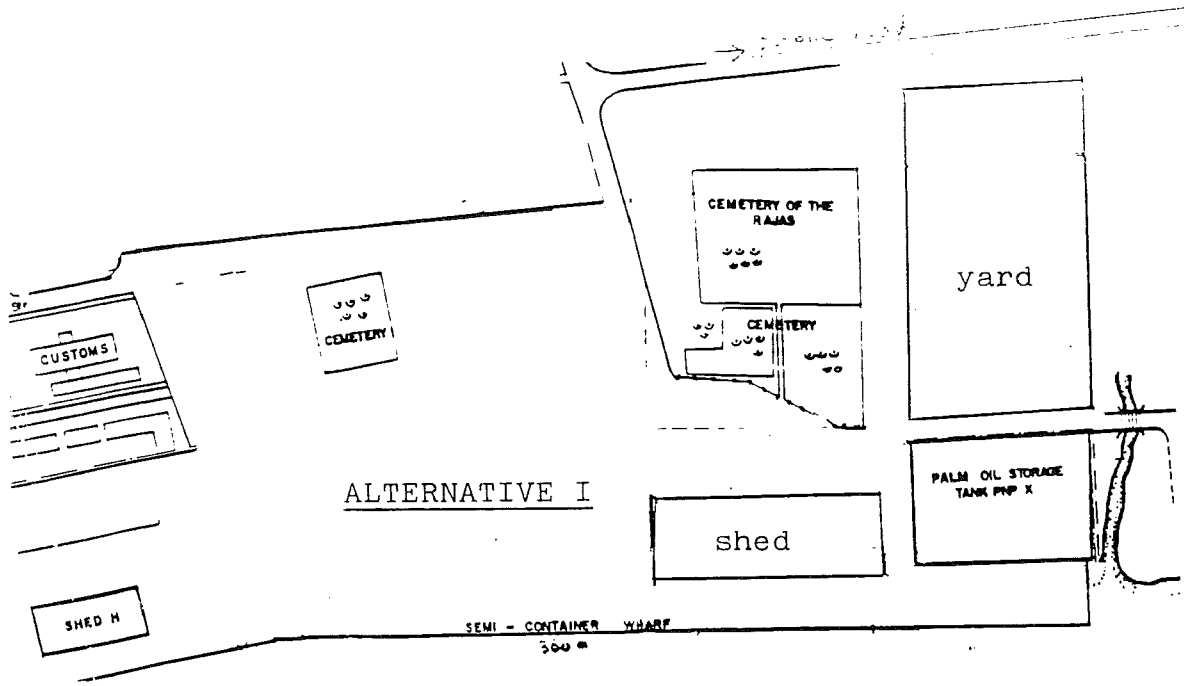 CEMETERY OF THE
RAJAS
yard
CEMETERY
CEMETERY
CUSTOMS
PALM OIL STORAGE
TANK PNP X
ALTERNATIVE I
shed
SHED H
SEMI - CONTAINER WHARF
300 m